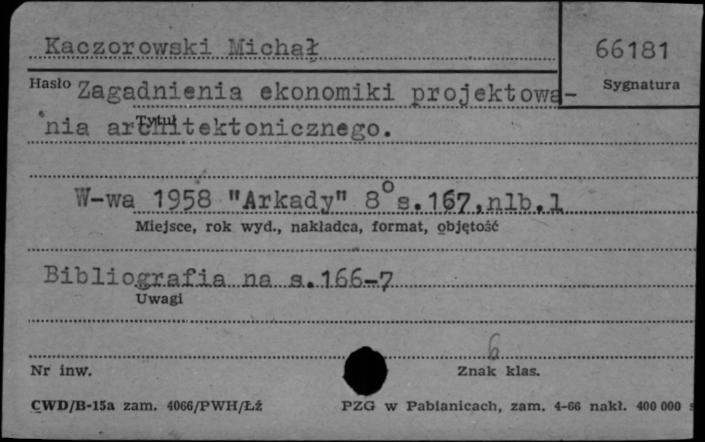 Kaczorowski Michał
66181
Hasło
Sygnatura
Zagadnienia ekonomiki projektowa-
nia architektonicznego.
Tytuł
W-wa 1958 "Arkady" 8° s.167,nlb.1
Miejsce, rok wyd., nakładca, format, objętość
Bibliografia na s.166-7
Uwagi
6
Nr inw.
Znak klas.
CWD/B-15a zam. 4066/PWH/Łź
PZG w Pabianicach, zam. 4-66 nakł. 400 000